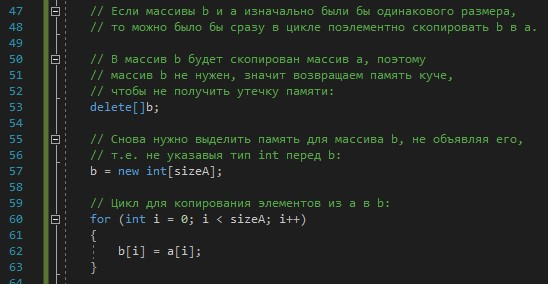 47 // Если массивы b и a изначально были бы одинакового размера,
48 // то можно было бы сразу в цикле поэлементно скопировать b в a.
49
50 // В массив b будет скопирован массив a, поэтому
51 // массив b не нужен, значит возвращаем память куче,
52 // чтобы не получить утечку памяти:
53 delete[]b;
54
55 // Снова нужно выделить память для массива b, не объявляя его,
56 // т.е. не указавыя тип int перед b:
57 b = new int[sizeA];
58
59 // Цикл для копирования элементов из a в b:
60 for (int i = 0; i < sizeA; i++)
61 {
62 b[i] = a[i];
63 }